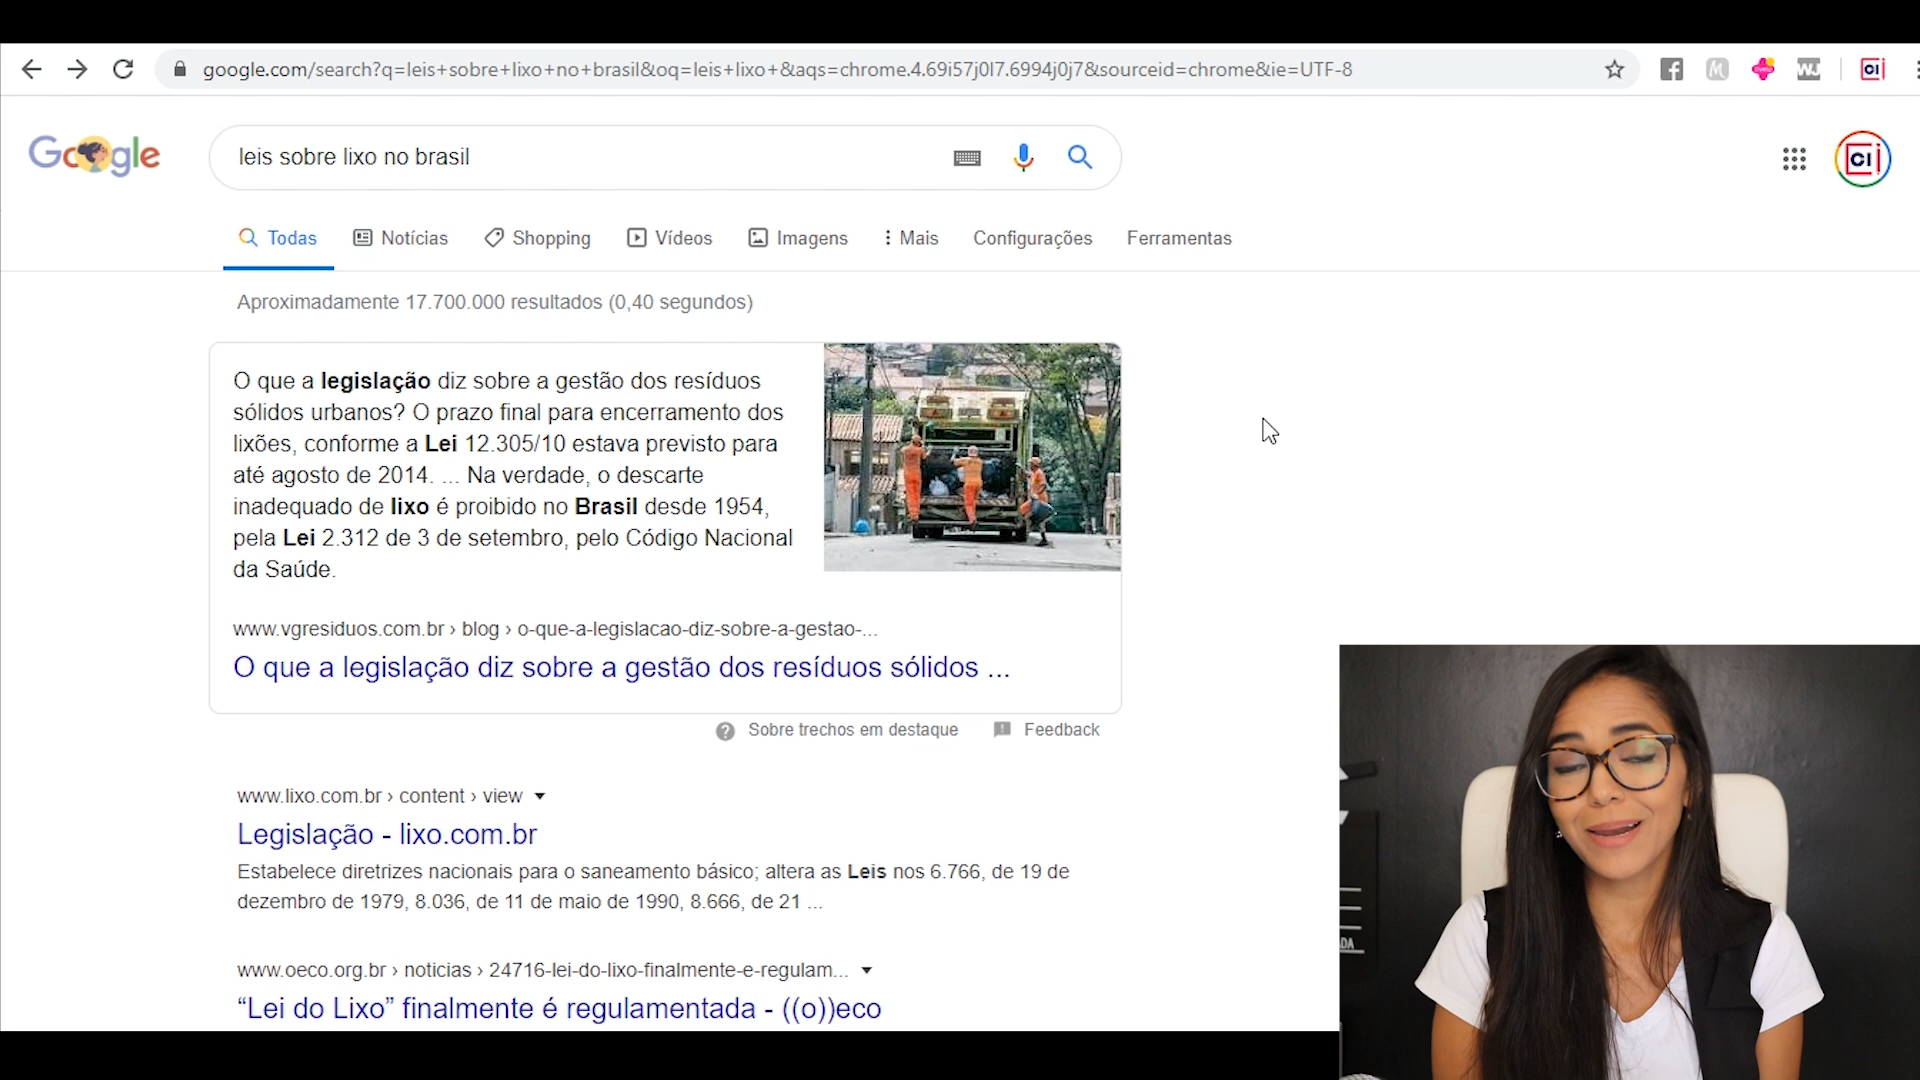 google.com/search?q=leis+sobre+lixo+no+brasil&oq=leis+lixo+&aqs=chrome.4.69i57j0l7.6994j0j7&sourceid=chrome&ie=UTF-8
Google
leis sobre lixo no brasil
CI
Todas Notícias Shopping Vídeos Imagens Mais Configurações Ferramentas
Aproximadamente 17.700.000 resultados (0,40 segundos)
O que a legislação diz sobre a gestão dos resíduos
sólidos urbanos? O prazo final para encerramento dos
lixões, conforme a Lei 12.305/10 estava previsto para
até agosto de 2014. ... Na verdade, o descarte
inadequado de lixo é proibido no Brasil desde 1954,
pela Lei 2.312 de 3 de setembro, pelo Código Nacional
da Saúde.
www.vgresiduos.com.br › blog › o-que-a-legislacao-diz-sobre-a-gestao-...
O que a legislação diz sobre a gestão dos resíduos sólidos ...
Sobre trechos em destaque Feedback
www.lixo.com.br › content › view
Legislação - lixo.com.br
Estabelece diretrizes nacionais para o saneamento básico; altera as Leis nos 6.766, de 19 de
dezembro de 1979, 8.036, de 11 de maio de 1990, 8.666, de 21 ...
www.oeco.org.br › noticias › 24716-lei-do-lixo-finalmente-e-regulam...
“Lei do Lixo” finalmente é regulamentada - ((o))eco